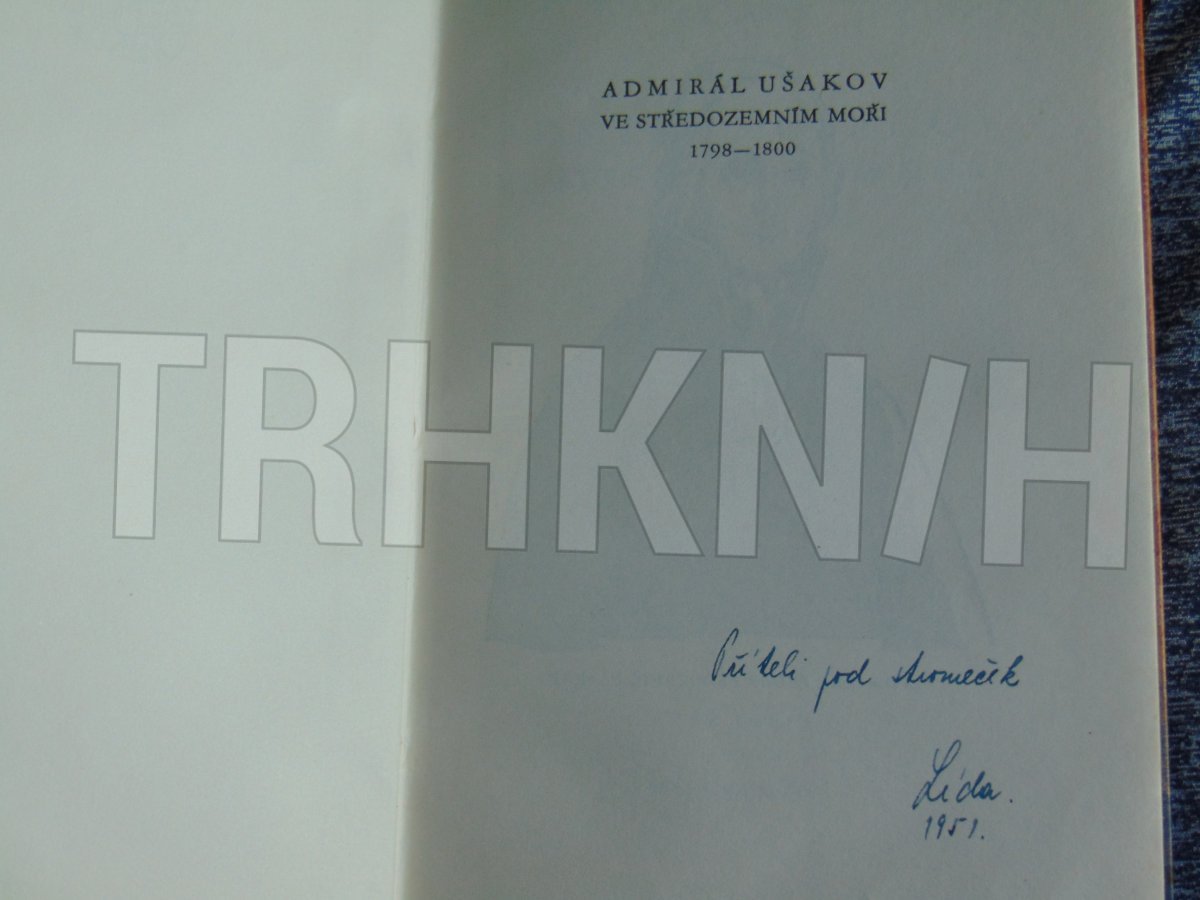 ADMIRÁL UŠAKOV
VE STŘEDOZEMNÍM MOŘI
1798—1800
TRHKNIH
Příteli pod stromeček
Lída.
1951.